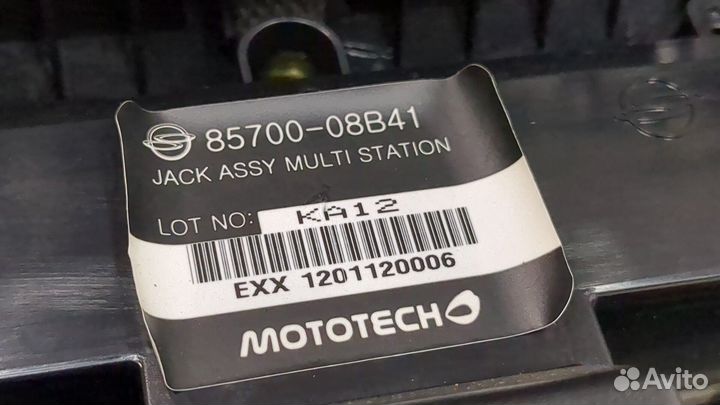 85700-08B41
JACK ASSY MULTI STATION
LOT NO: KA12
EXX 1201120006
MOTOTECH
Avito